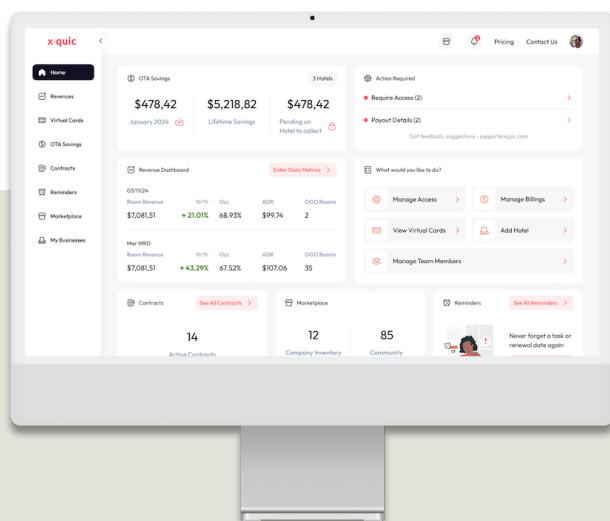 x·quic
Pricing
Contact Us
Home
Revenues
Virtual Cards
OTA Savings
Contracts
Reminders
Marketplace
My Businesses
OTA Savings
3 Hotels
$478,42
$5,218,82
$478,42
January 2024
Lifetime Savings
Pending on
Hotel to collect
Action Required
Require Access (2)
Payout Details (2)
Got feedback, suggestions - support@xquic.com
Revenue Dashboard
Enter Daily Metrics
03/11/24
Room Revenue Yr/Yr Occ ADR OOO Rooms
$7,081,51 21.01% 68.93% $99.74 2
Mar MRD
Room Revenue Yr/Yr Occ ADR OOO Rooms
$7,081,51 43.29% 67.52% $107.06 35
What would you like to do?
Manage Access
Manage Billings
View Virtual Cards
Add Hotel
Manage Team Members
Contracts
See All Contracts
14
Active Contracts
Marketplace
12
85
Company Inventory
Community
Reminders
See All Reminders
17
Never forget a task or
renewal date again